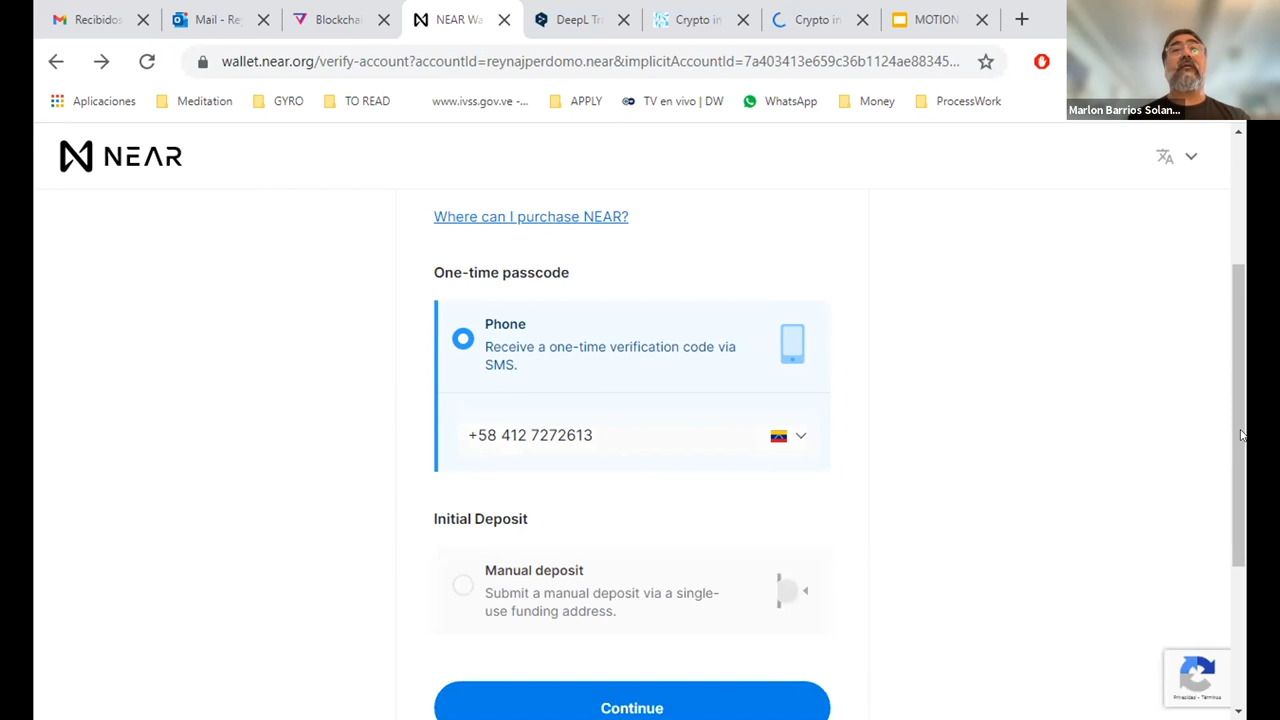 Recibidos
Mail - Re
Blockcha
NEAR Wa
DeepL Tr
Crypto in
Crypto in
MOTION
wallet.near.org/verify-account?accountId=reynajperdomo.near&implicitAccountId=7a403413e659c36b1124ae88345...
Aplicaciones
Meditation
GYRO
TO READ
www.ivss.gov.ve -...
APPLY
TV en vivo | DW
WhatsApp
Money
ProcessWork
Marlon Barrios Solan...
NEAR
Where can I purchase NEAR?
One-time passcode
Phone
Receive a one-time verification code via
SMS.
+58 412 7272613
Initial Deposit
Manual deposit
Submit a manual deposit via a single-
use funding address.
Continue
Privacidad - Términos